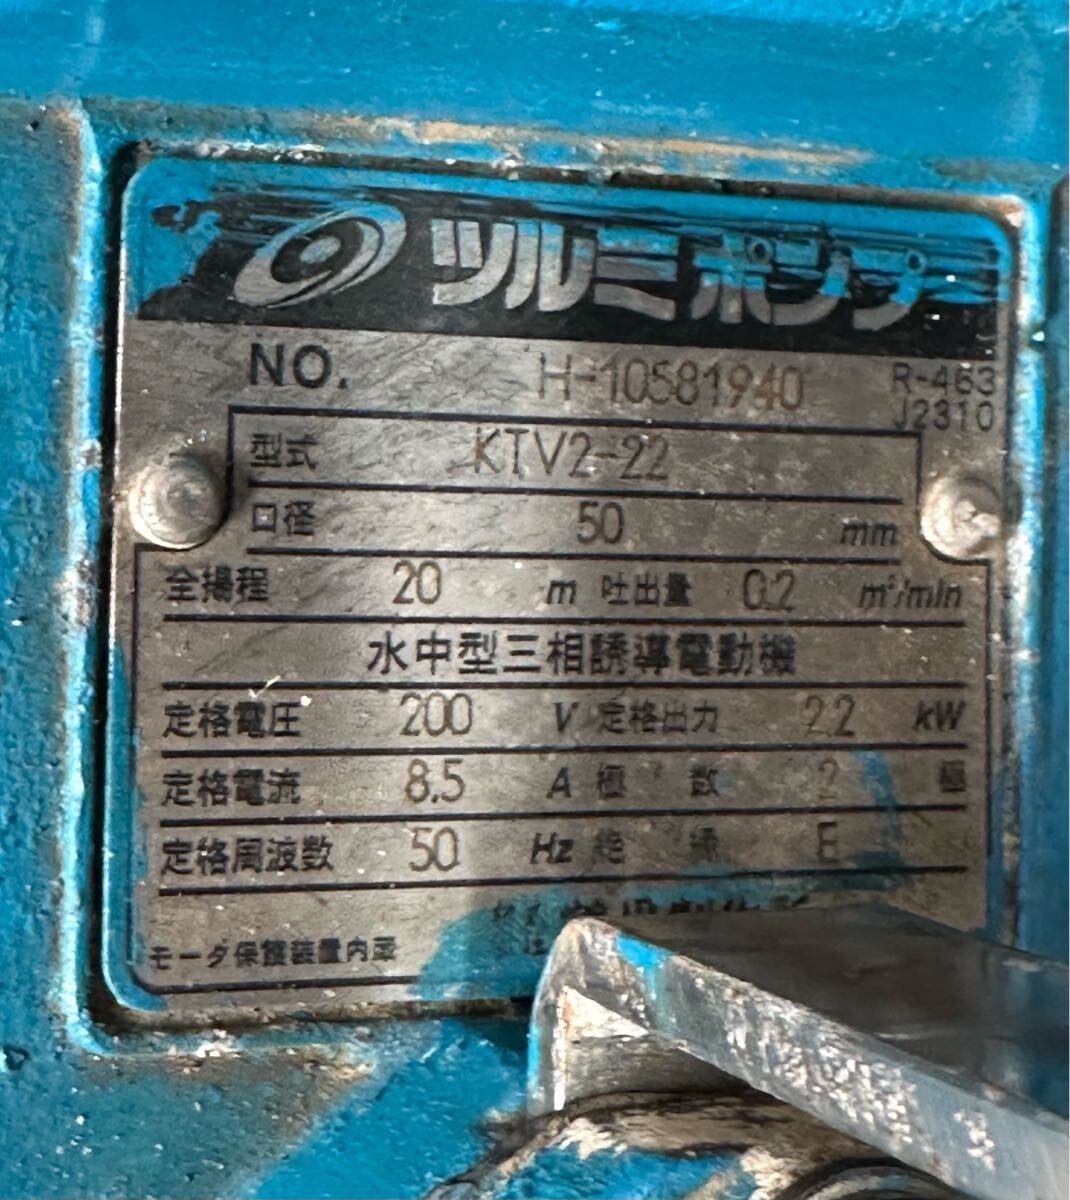 ツルミポンプ
NO. H-10581940 R-463
J2310
型式 KTV2-22
口径 50 mm
全揚程 20 m 吐出量 0.2 m³/min
水中型三相誘導電動機
定格電圧 200 V 定格出力 2.2 kW
定格電流 8.5 A 極数 2 極
定格周波数 50 Hz 絶縁 E
モータ保護装置内蔵